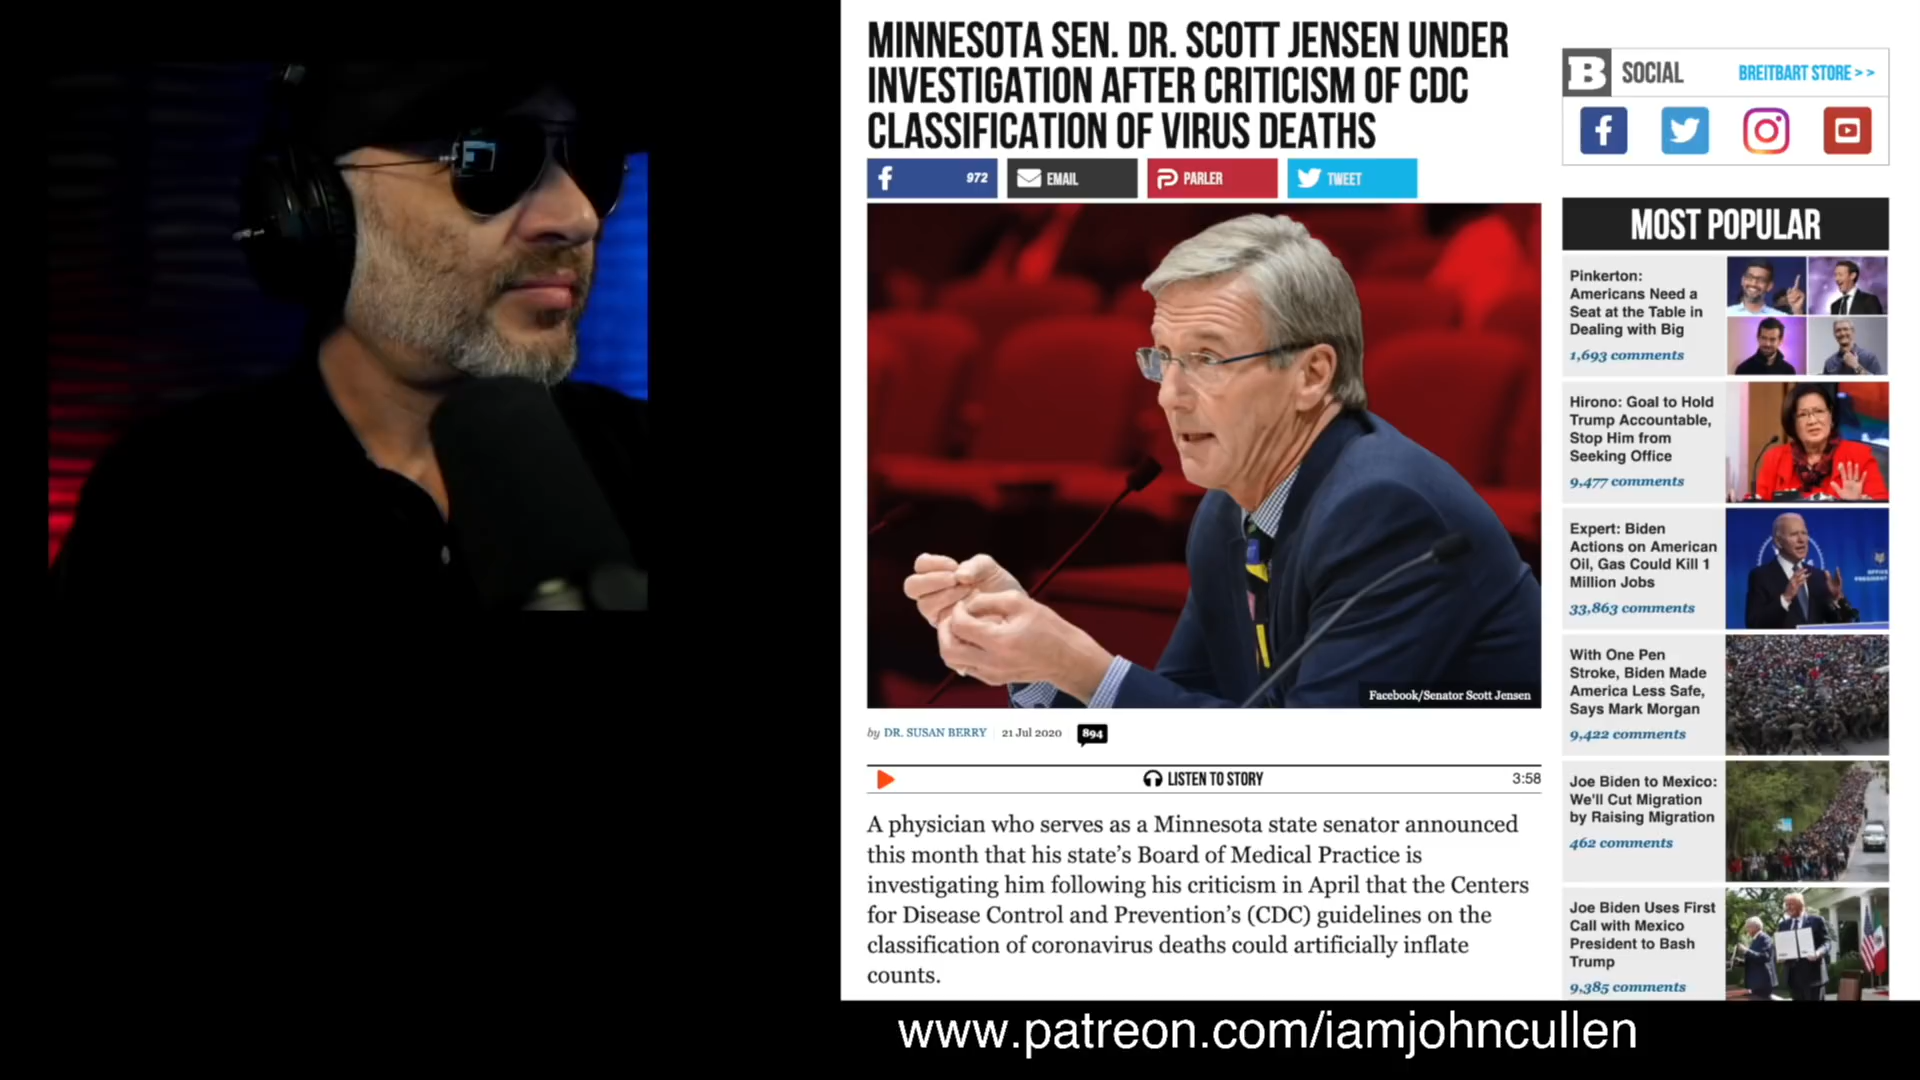 MINNESOTA SEN. DR. SCOTT JENSEN UNDER
INVESTIGATION AFTER CRITICISM OF CDC
CLASSIFICATION OF VIRUS DEATHS
972
EMAIL
PARLER
TWEET
Facebook/Senator Scott Jensen
by DR. SUSAN BERRY 21 Jul 2020 894
LISTEN TO STORY 3:58
A physician who serves as a Minnesota state senator announced
this month that his state's Board of Medical Practice is
investigating him following his criticism in April that the Centers
for Disease Control and Prevention's (CDC) guidelines on the
classification of coronavirus deaths could artificially inflate
counts.
B SOCIAL BREITBART STORE > >
MOST POPULAR
Pinkerton:
Americans Need a
Seat at the Table in
Dealing with Big
1,693 comments
Hirono: Goal to Hold
Trump Accountable,
Stop Him from
Seeking Office
9,477 comments
Expert: Biden
Actions on American
Oil, Gas Could Kill 1
Million Jobs
33,863 comments
With One Pen
Stroke, Biden Made
America Less Safe,
Says Mark Morgan
9,422 comments
Joe Biden to Mexico:
We'll Cut Migration
by Raising Migration
462 comments
Joe Biden Uses First
Call with Mexico
President to Bash
Trump
9,385 comments
www.patreon.com/iamjohncullen